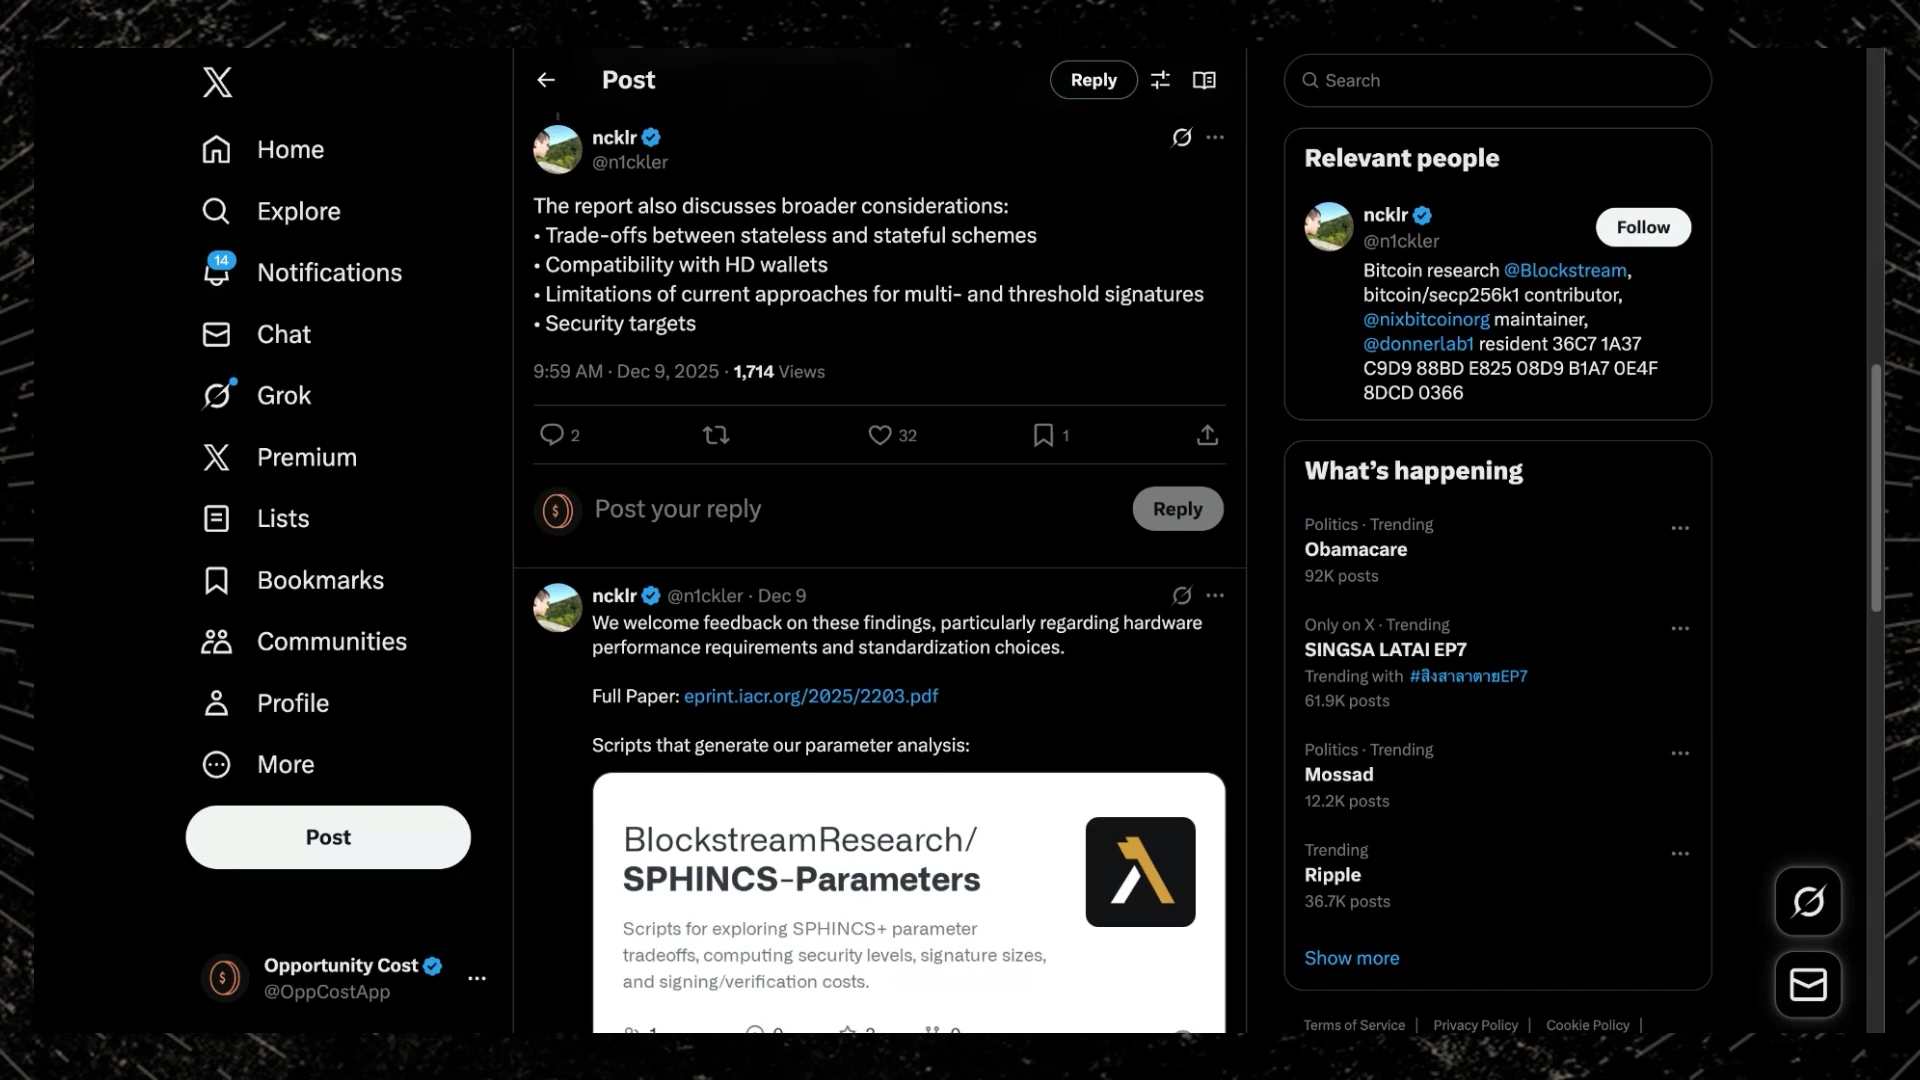 Home
Explore
14
Notifications
Chat
Grok
Premium
Lists
Bookmarks
Communities
Profile
More
Post
Opportunity Cost
@OppCostApp
Post
Reply
ncklr
@n1ckler
The report also discusses broader considerations:
• Trade-offs between stateless and stateful schemes
• Compatibility with HD wallets
• Limitations of current approaches for multi- and threshold signatures
• Security targets
9:59 AM · Dec 9, 2025 · 1,714 Views
2
32
1
Post your reply
Reply
ncklr @n1ckler · Dec 9
We welcome feedback on these findings, particularly regarding hardware
performance requirements and standardization choices.
Full Paper: eprint.iacr.org/2025/2203.pdf
Scripts that generate our parameter analysis:
BlockstreamResearch/
SPHINCS-Parameters
Scripts for exploring SPHINCS+ parameter
tradeoffs, computing security levels, signature sizes,
and signing/verification costs.
Search
Relevant people
ncklr
@n1ckler
Follow
Bitcoin research @Blockstream,
bitcoin/secp256k1 contributor,
@nixbitcoinorg maintainer,
@donnerlab1 resident 36C7 1A37
C9D9 88BD E825 08D9 B1A7 0E4F
8DCD 0366
What's happening
Politics · Trending
Obamacare
92K posts
Only on X · Trending
SINGSA LATAI EP7
Trending with #สิงสาลาตายEP7
61.9K posts
Politics · Trending
Mossad
12.2K posts
Trending
Ripple
36.7K posts
Show more
Terms of Service | Privacy Policy | Cookie Policy |